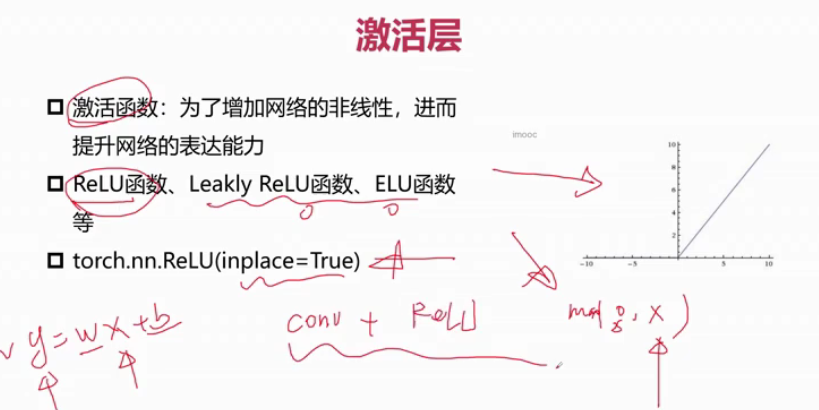 激活层
激活函数：为了增加网络的非线性，进而
提升网络的表达能力
imooc
ReLU函数、Leakly ReLU函数、ELU函数
等
torch.nn.ReLU(inplace=True)
10
8
6
4
2
-10 -5 5 10
y=wx+b
conv + ReLU
x )